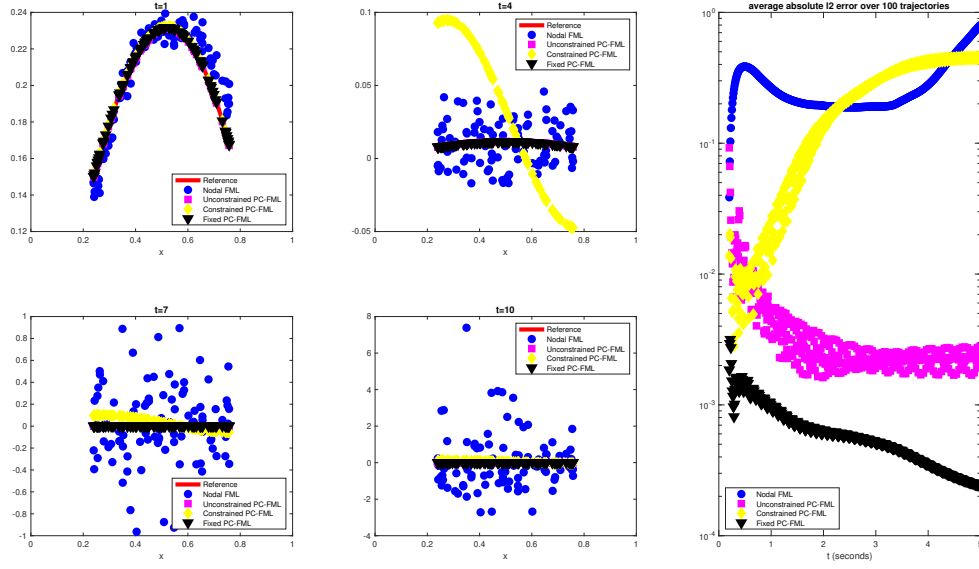 t=1
0.24
0.22
0.2
0.18
0.16
0.14
0.12
Reference
Nodal FML
Unconstrained PC-FML
Constrained PC-FML
Fixed PC-FML
0
0.2
0.4
0.6
0.8
1
x
t=4
0.1
0.05
0
-0.05
Reference
Nodal FML
Unconstrained PC-FML
Constrained PC-FML
Fixed PC-FML
0
0.2
0.4
0.6
0.8
1
x
t=7
1
0.8
0.6
0.4
0.2
0
-0.2
-0.4
-0.6
-0.8
-1
Reference
Nodal FML
Unconstrained PC-FML
Constrained PC-FML
Fixed PC-FML
0
0.2
0.4
0.6
0.8
1
x
t=10
8
6
4
2
0
-2
-4
Reference
Nodal FML
Unconstrained PC-FML
Constrained PC-FML
Fixed PC-FML
0
0.2
0.4
0.6
0.8
1
x
average absolute l2 error over 100 trajectories
10^0
10^-1
10^-2
10^-3
10^-4
Nodal FML
Unconstrained PC-FML
Constrained PC-FML
Fixed PC-FML
1
2
3
4
5
t (seconds)